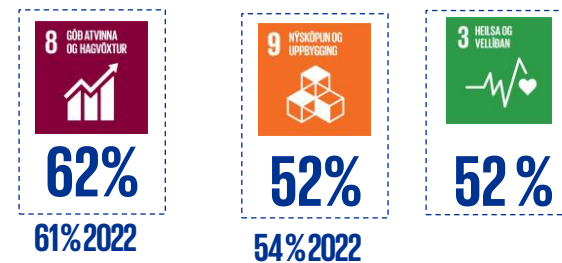 8 GÓÐ ATVINNA
OG HAGVÖXTUR
62%
61% 2022
9 NÝSKÖPUN OG
UPPBYGGING
52%
54% 2022
3 HEILSA OG
VELLÍÐAN
52%